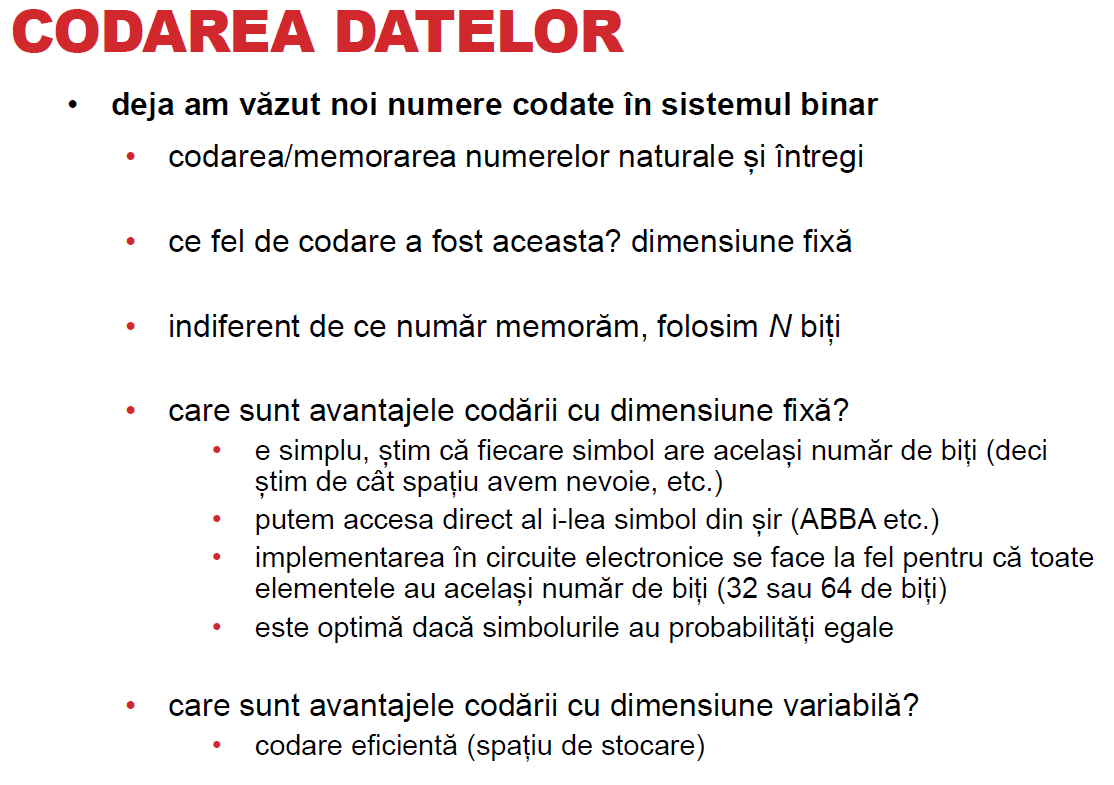 CODAREA DATELOR
• deja am văzut noi numere codate în sistemul binar
• codarea/memorarea numerelor naturale și întregi
• ce fel de codare a fost aceasta? dimensiune fixă
• indiferent de ce număr memorăm, folosim N biți
• care sunt avantajele codării cu dimensiune fixă?
• e simplu, știm că fiecare simbol are același număr de biți (deci
știm de cât spațiu avem nevoie, etc.)
• putem accesa direct al i-lea simbol din șir (ABBA etc.)
• implementarea în circuite electronice se face la fel pentru că toate
elementele au același număr de biți (32 sau 64 de biți)
• este optimă dacă simbolurile au probabilități egale
• care sunt avantajele codării cu dimensiune variabilă?
• codare eficientă (spațiu de stocare)